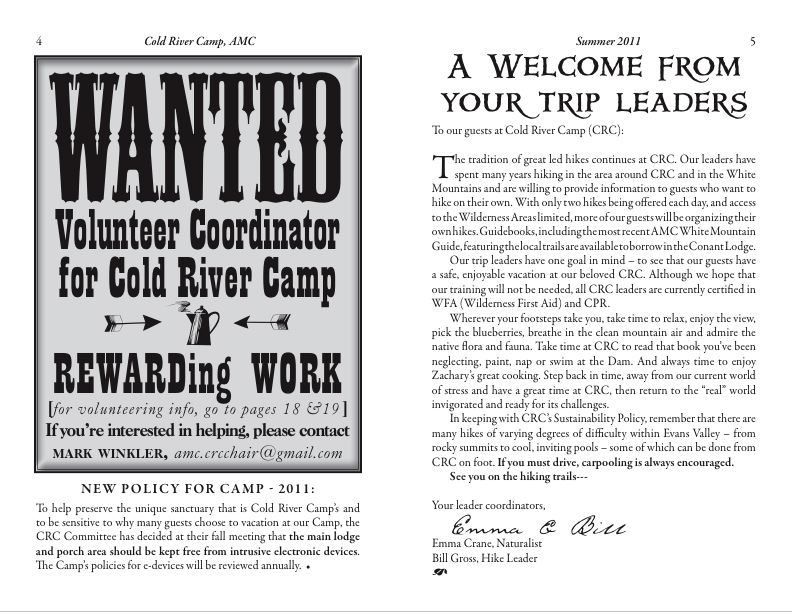 4
Cold River Camp, AMC
WANTED
Volunteer Coordinator
for Cold River Camp
REWARDing WORK
[for volunteering info, go to pages 18 &19]
If you're interested in helping, please contact
MARK WINKLER, amc.crcchair@gmail.com
NEW POLICY FOR CAMP - 2011:
To help preserve the unique sanctuary that is Cold River Camp's and
to be sensitive to why many guests choose to vacation at our Camp, the
CRC Committee has decided at their fall meeting that the main lodge
and porch area should be kept free from intrusive electronic devices.
The Camp's policies for e-devices will be reviewed annually. •
Summer 2011
5
A Welcome from
your trip leaders
To our guests at Cold River Camp (CRC):
The tradition of great led hikes continues at CRC. Our leaders have
spent many years hiking in the area around CRC and in the White
Mountains and are willing to provide information to guests who want to
hike on their own. With only two hikes being offered each day, and access
to the Wilderness Areas limited, more of our guests will be organizing their
own hikes. Guidebooks, including the most recent AMC White Mountain
Guide, featuring the local trails are available to borrow in the Conant Lodge.
Our trip leaders have one goal in mind – to see that our guests have
a safe, enjoyable vacation at our beloved CRC. Although we hope that
our training will not be needed, all CRC leaders are currently certified in
WFA (Wilderness First Aid) and CPR.
Wherever your footsteps take you, take time to relax, enjoy the view,
pick the blueberries, breathe in the clean mountain air and admire the
native flora and fauna. Take time at CRC to read that book you've been
neglecting, paint, nap or swim at the Dam. And always time to enjoy
Zachary's great cooking. Step back in time, away from our current world
of stress and have a great time at CRC, then return to the "real" world
invigorated and ready for its challenges.
In keeping with CRC's Sustainability Policy, remember that there are
many hikes of varying degrees of difficulty within Evans Valley – from
rocky summits to cool, inviting pools – some of which can be done from
CRC on foot. If you must drive, carpooling is always encouraged.
See you on the hiking trails---
Your leader coordinators,
Emma & Bill
Emma Crane, Naturalist
Bill Gross, Hike Leader